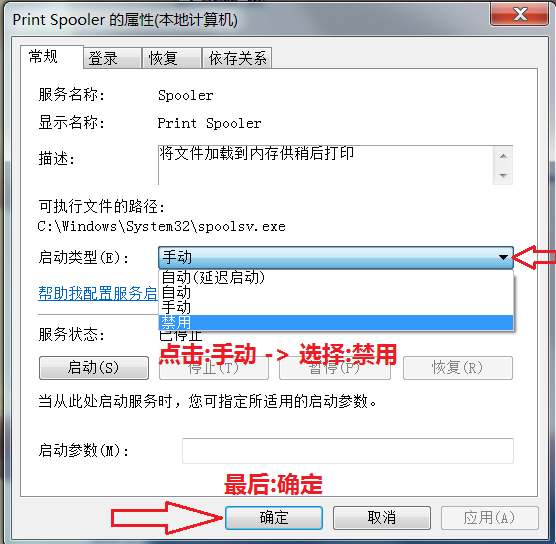 Print Spooler 的属性(本地计算机)
常规 登录 恢复 依存关系
服务名称: Spooler
显示名称: Print Spooler
描述: 将文件加载到内存供稍后打印
可执行文件的路径:
C:\Windows\System32\spoolsv.exe
启动类型(E): 手动
自动(延迟启动)
自动
手动
禁用
帮助我配置服务启
服务状态: 已停止
点击:手动 -> 选择:禁用
启动(S) 停止(T) 暂停(P) 恢复(R)
当从此处启动服务时，您可指定所适用的启动参数。
启动参数(M):
最后:确定
确定 取消 应用(A)